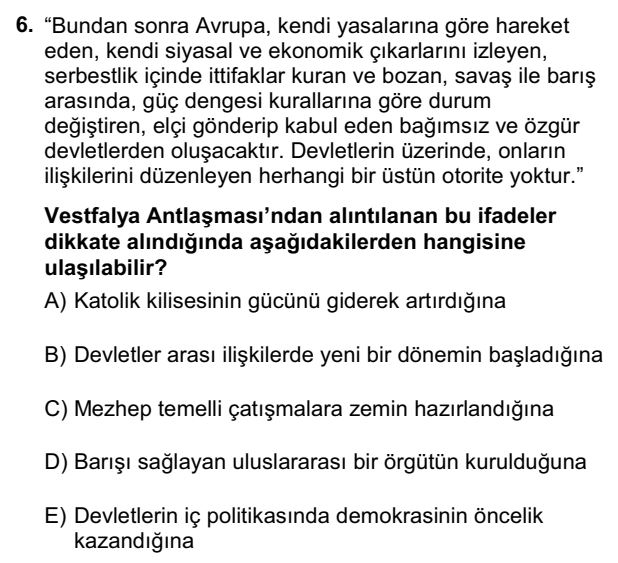 6. “Bundan sonra Avrupa, kendi yasalarına göre hareket
eden, kendi siyasal ve ekonomik çıkarlarını izleyen,
serbestlik içinde ittifaklar kuran ve bozan, savaş ile barış
arasında, güç dengesi kurallarına göre durum
değiştiren, elçi gönderip kabul eden bağımsız ve özgür
devletlerden oluşacaktır. Devletlerin üzerinde, onların
ilişkilerini düzenleyen herhangi bir üstün otorite yoktur.”
Vestfalya Antlaşması’ndan alıntılanan bu ifadeler
dikkate alındığında aşağıdakilerden hangisine
ulaşılabilir?
A) Katolik kilisesinin gücünü giderek artırdığına
B) Devletler arası ilişkilerde yeni bir dönemin başladığına
C) Mezhep temelli çatışmalara zemin hazırlandığına
D) Barışı sağlayan uluslararası bir örgütün kurulduğuna
E) Devletlerin iç politikasında demokrasinin öncelik
kazandığına